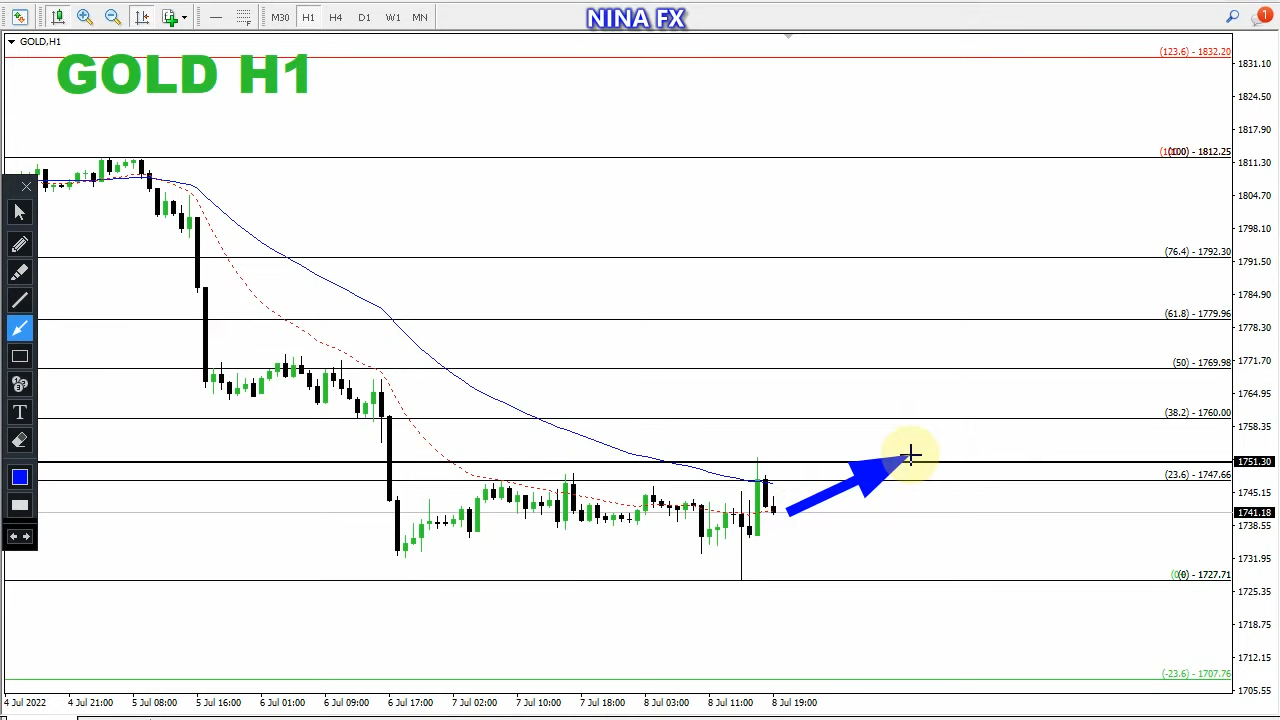 M30 H1 H4 D1 W1 MN
NINA FX
1
GOLD,H1
GOLD H1
(123.6) - 1832.20
1831.10
1824.50
1817.90
(100) - 1812.25
1811.30
1804.70
1798.10
(76.4) - 1792.30
1791.50
1784.90
(61.8) - 1779.96
1778.30
1771.70
(50) - 1769.98
1764.95
(38.2) - 1760.00
1758.35
1751.30
(23.6) - 1747.66
1745.15
1741.18
1738.55
1731.95
(0) - 1727.71
1725.35
1718.75
1712.15
(-23.6) - 1707.76
1705.55
T
4 Jul 2022 4 Jul 21:00 5 Jul 08:00 5 Jul 16:00 6 Jul 01:00 6 Jul 09:00 6 Jul 17:00 7 Jul 02:00 7 Jul 10:00 7 Jul 18:00 8 Jul 03:00 8 Jul 11:00 8 Jul 19:00